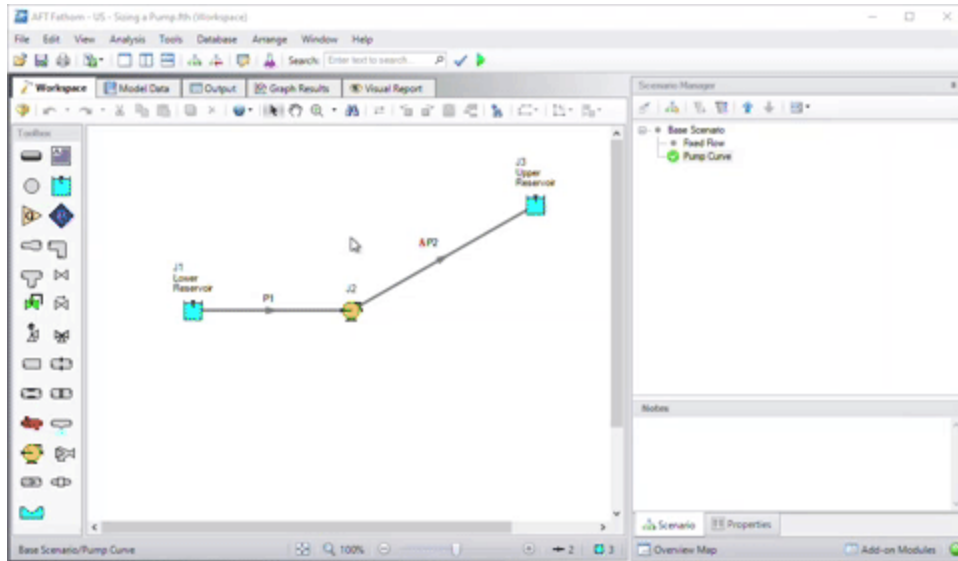 AFT Fathom - US - Sizing a Pump.fth (Workspace)
File Edit View Analysis Tools Database Arrange Window Help
Search: Enter text to search...
Workspace Model Data Output Graph Results Visual Report
Scenario Manager
Toolbox
Base Scenario
Fixed Flow
Pump Curve
J3
Upper
Reservoir
P2
J1
Lower
Reservoir
P1
J2
Notes
Scenario Properties
Base Scenario/Pump Curve 100% 2 3 Overview Map Add-on Modules